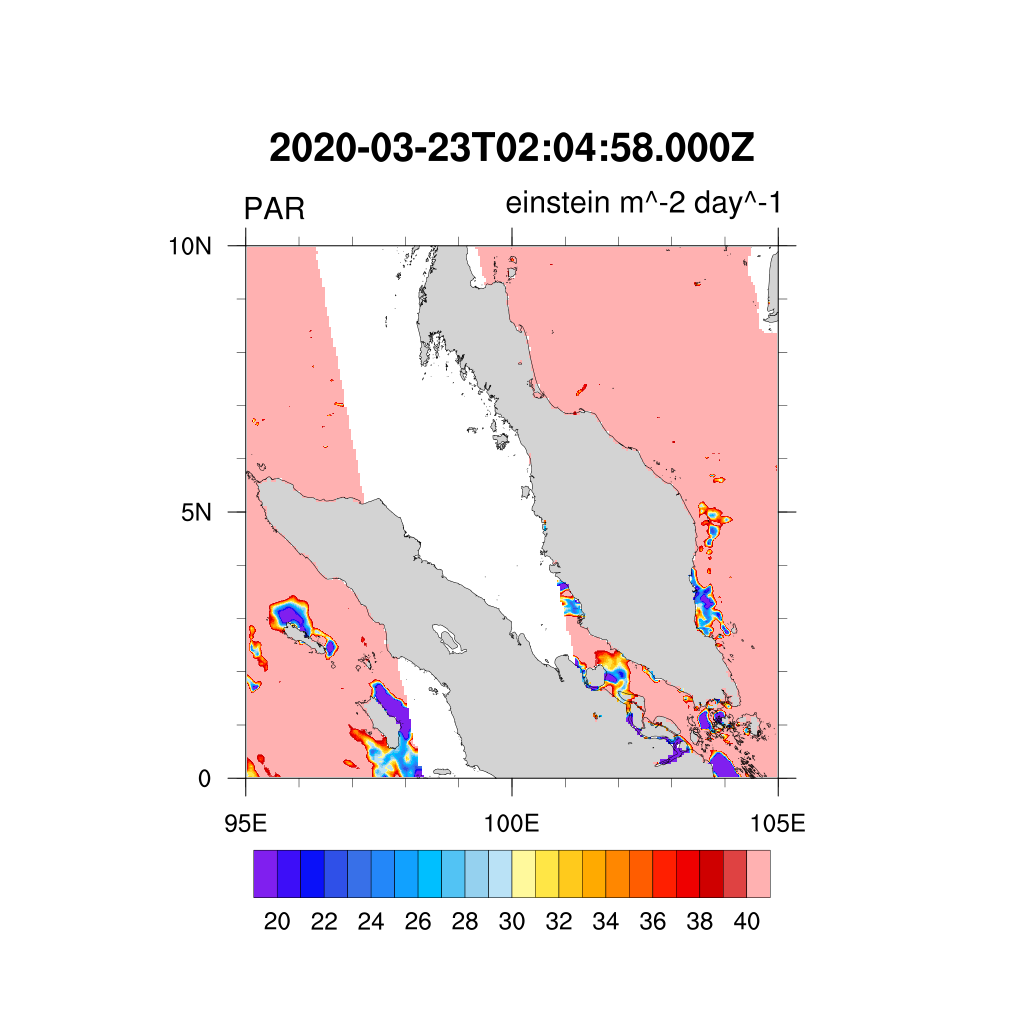 2020-03-23T02:04:58.000Z
PAR einstein m^-2 day^-1
10N
5N
0
95E 100E 105E
20 22 24 26 28 30 32 34 36 38 40